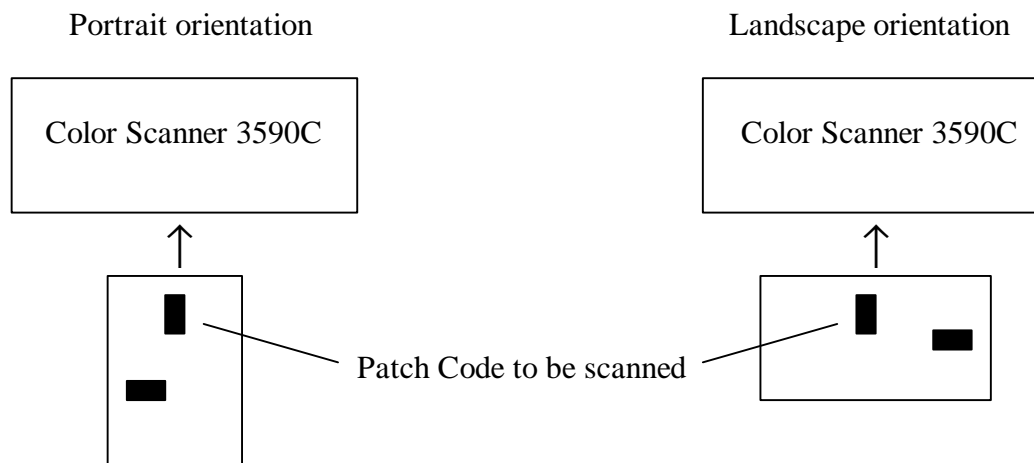 Portrait orientation
Landscape orientation
Color Scanner 3590C
Color Scanner 3590C
Patch Code to be scanned